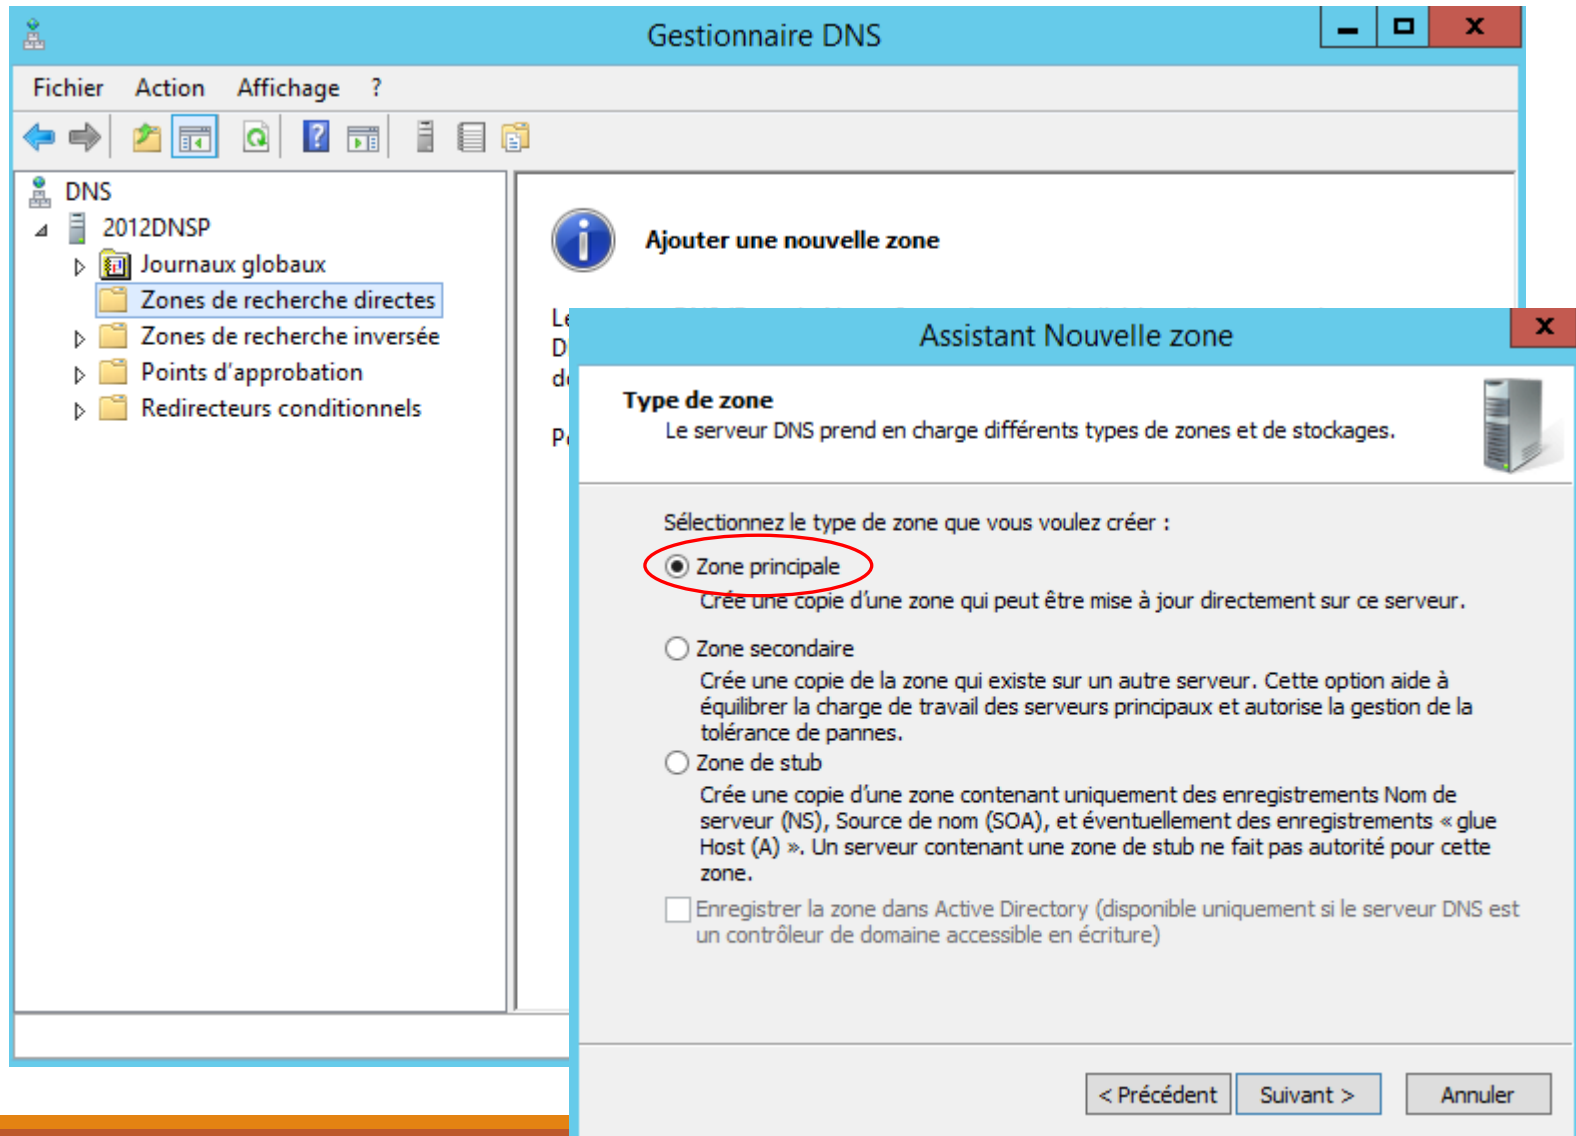 Gestionnaire DNS
Fichier Action Affichage ?
DNS
2012DNSP
Journaux globaux
Zones de recherche directes
Zones de recherche inversée
Points d'approbation
Redirecteurs conditionnels
Ajouter une nouvelle zone
Assistant Nouvelle zone
Type de zone
Le serveur DNS prend en charge différents types de zones et de stockages.
Sélectionnez le type de zone que vous voulez créer :
Zone principale
Crée une copie d'une zone qui peut être mise à jour directement sur ce serveur.
Zone secondaire
Crée une copie de la zone qui existe sur un autre serveur. Cette option aide à
équilibrer la charge de travail des serveurs principaux et autorise la gestion de la
tolérance de pannes.
Zone de stub
Crée une copie d'une zone contenant uniquement des enregistrements Nom de
serveur (NS), Source de nom (SOA), et éventuellement des enregistrements « glue
Host (A) ». Un serveur contenant une zone de stub ne fait pas autorité pour cette
zone.
Enregistrer la zone dans Active Directory (disponible uniquement si le serveur DNS est
un contrôleur de domaine accessible en écriture)
< Précédent Suivant > Annuler